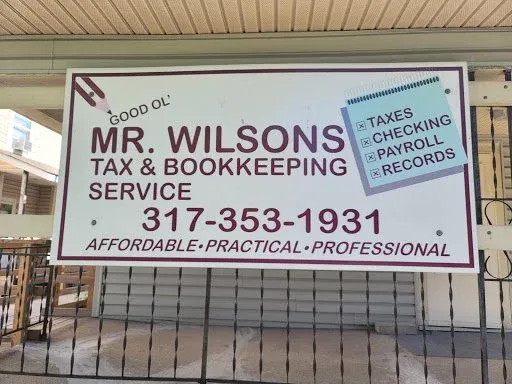 GOOD OL'
MR. WILSONS
TAX & BOOKKEEPING
SERVICE
317-353-1931
AFFORDABLE•PRACTICAL•PROFESSIONAL
TAXES
CHECKING
PAYROLL
RECORDS